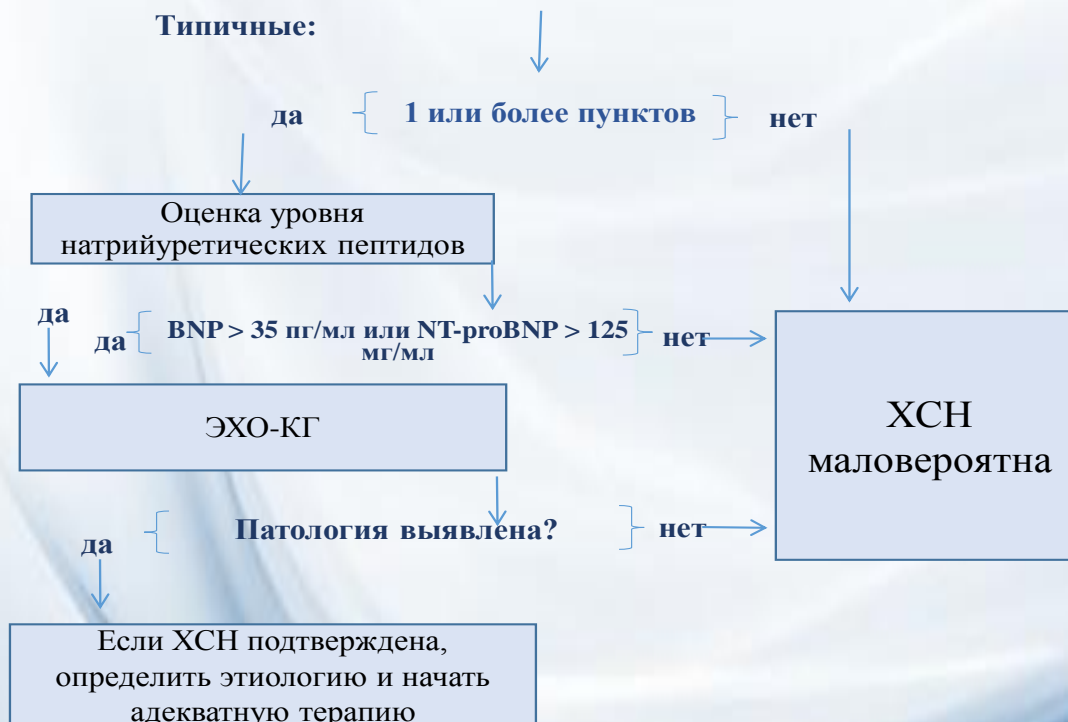 Типичные:
да 1 или более пунктов нет
Оценка уровня
натрийуретических пептидов
да
да BNP > 35 пг/мл или NT-proBNP > 125 нет
мг/мл
ЭХО-КГ
ХСН
маловероятна
Патология выявлена? нет
да
Если ХСН подтверждена,
определить этиологию и начать
адекватную терапию